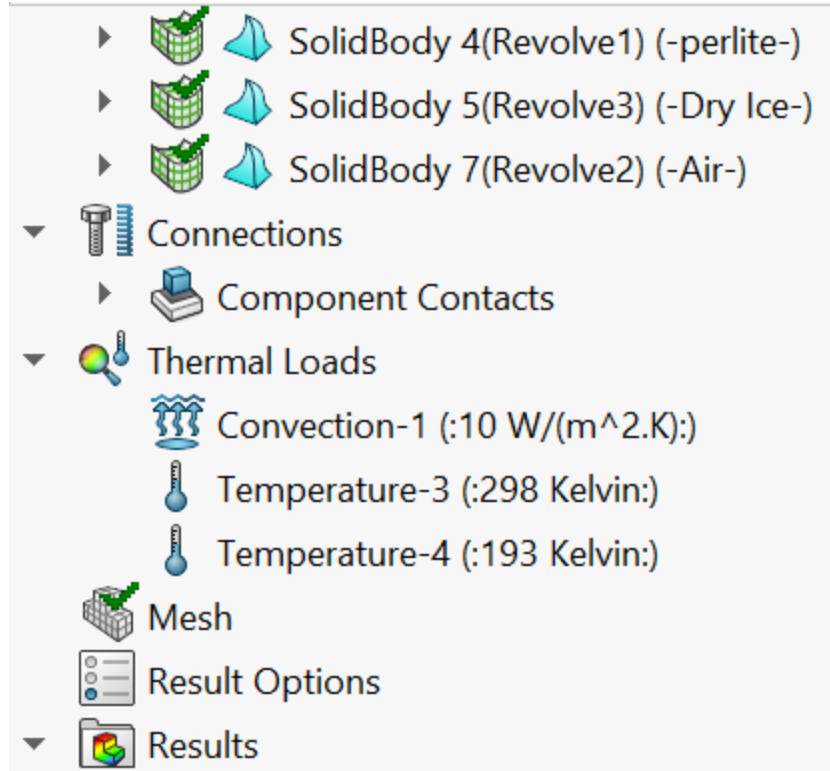 SolidBody 4(Revolve1) (-perlite-)
SolidBody 5(Revolve3) (-Dry Ice-)
SolidBody 7(Revolve2) (-Air-)
Connections
Component Contacts
Thermal Loads
Convection-1 (:10 W/(m^2.K):)
Temperature-3 (:298 Kelvin:)
Temperature-4 (:193 Kelvin:)
Mesh
Result Options
Results